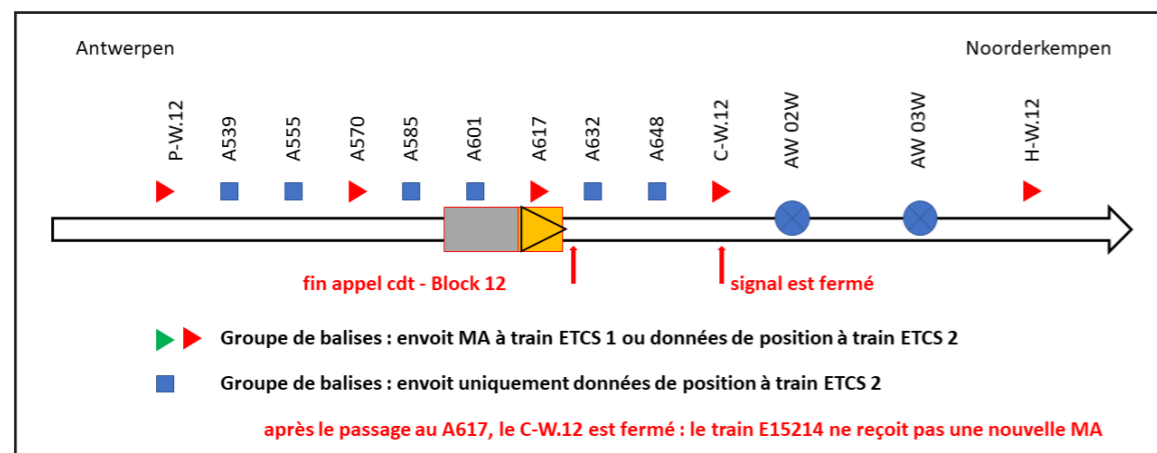 Antwerpen
Noorderkempen
P-W.12
A539
A555
A570
A585
A601
A617
A632
A648
C-W.12
AW 02W
AW 03W
H-W.12
fin appel cdt - Block 12
signal est fermé
Groupe de balises : envoit MA à train ETCS 1 ou données de position à train ETCS 2
Groupe de balises : envoit uniquement données de position à train ETCS 2
après le passage au A617, le C-W.12 est fermé : le train E15214 ne reçoit pas une nouvelle MA